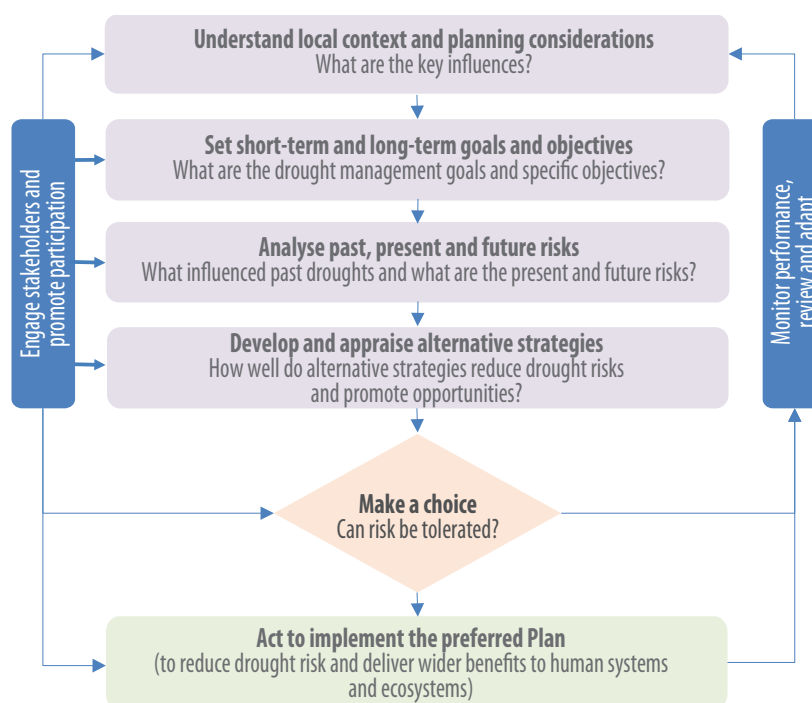 Understand local context and planning considerations
What are the key influences?
Set short-term and long-term goals and objectives
What are the drought management goals and specific objectives?
Analyse past, present and future risks
What influenced past droughts and what are the present and future risks?
Develop and appraise alternative strategies
How well do alternative strategies reduce drought risks
and promote opportunities?
Make a choice
Can risk be tolerated?
Act to implement the preferred Plan
(to reduce drought risk and deliver wider benefits to human systems
and ecosystems)
Engage stakeholders and
promote participation
Monitor performance,
review and adapt